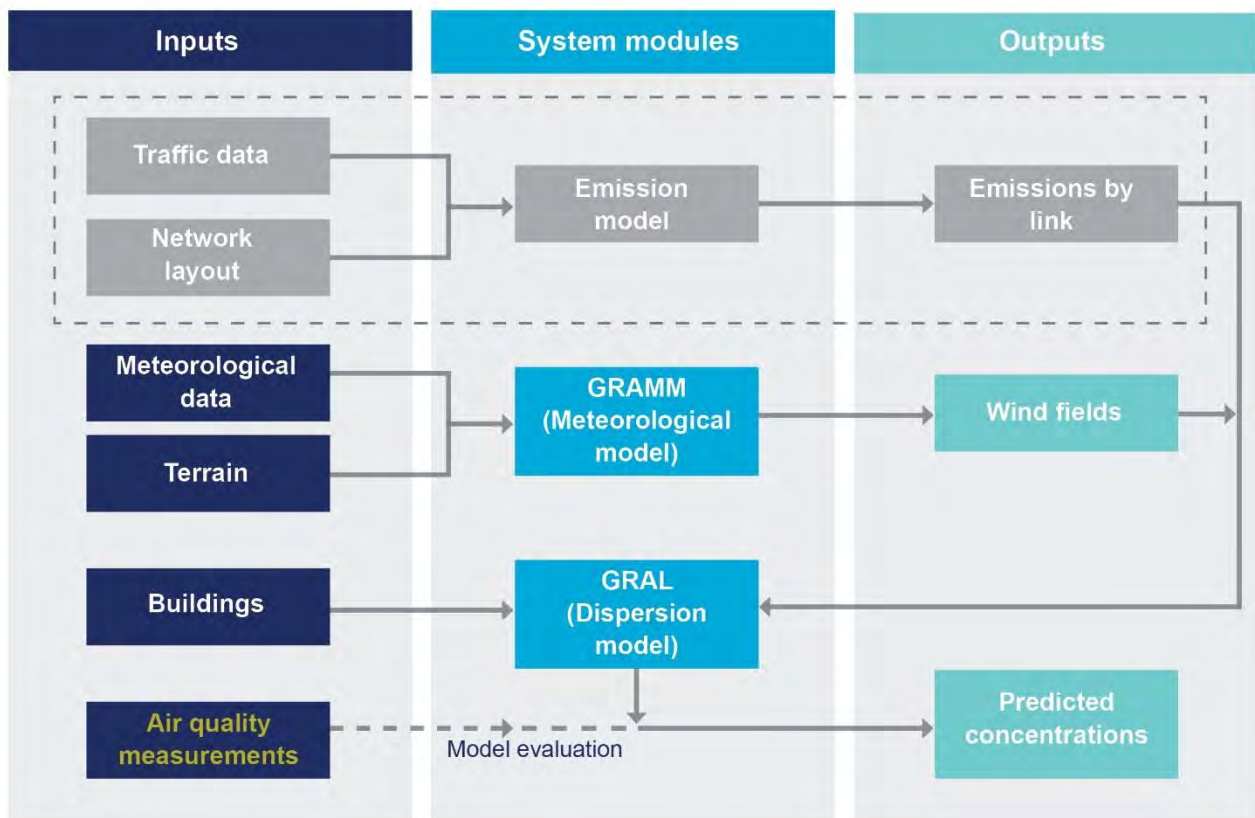 Inputs
System modules
Outputs
Traffic data
Network
layout
Emission
model
Emissions by
link
Meteorological
data
Terrain
GRAMM
(Meteorological
model)
Wind fields
Buildings
GRAL
(Dispersion
model)
Air quality
measurements
Model evaluation
Predicted
concentrations